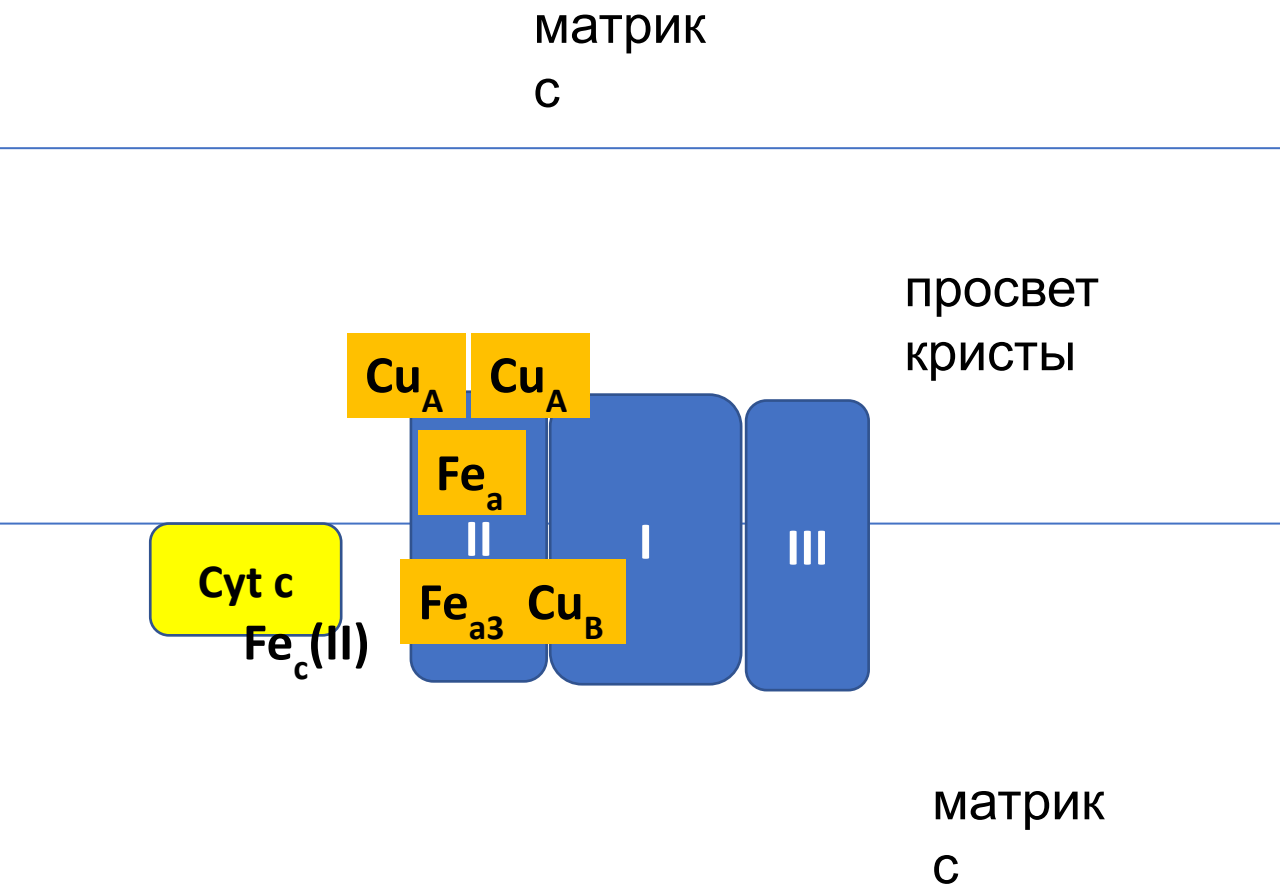 матрик
с
просвет
кристы
CuA CuA
Fea
II I III
Cyt c
Fea3 CuB
Fec(II)
матрик
с